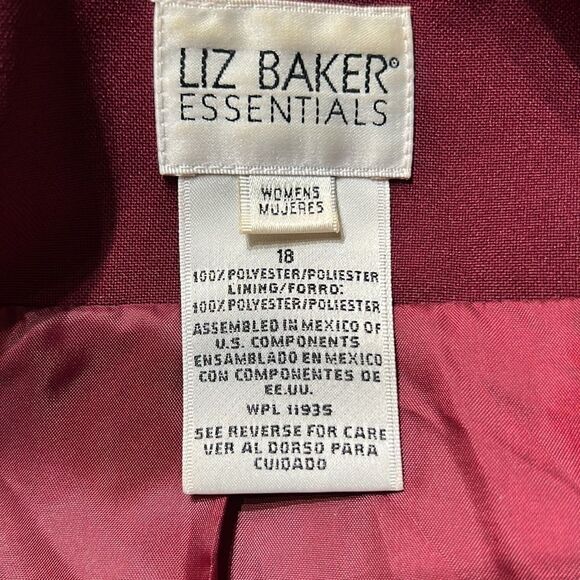 LIZ BAKER®
ESSENTIALS
WOMENS
MUJERES
18
100% POLYESTER/POLIESTER
LINING/FORRO:
100% POLYESTER/POLIESTER
ASSEMBLED IN MEXICO OF
U.S. COMPONENTS
ENSAMBLADO EN MEXICO
CON COMPONENTES DE
EE.UU.
WPL 11935
SEE REVERSE FOR CARE
VER AL DORSO PARA
CUIDADO